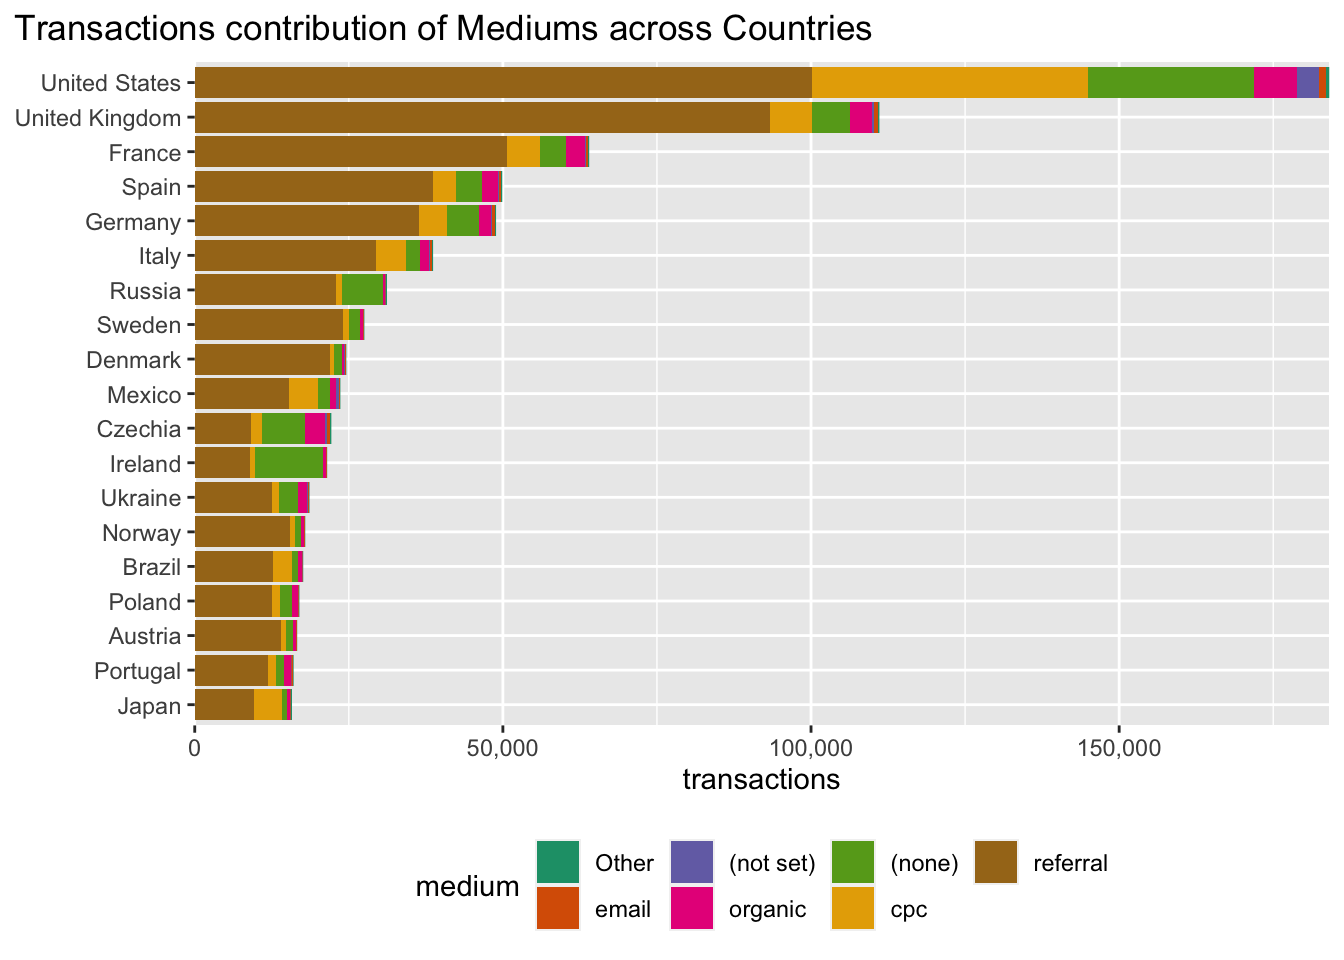 Transactions contribution of Mediums across Countries
United States
United Kingdom
France
Spain
Germany
Italy
Russia
Sweden
Denmark
Mexico
Czechia
Ireland
Ukraine
Norway
Brazil
Poland
Austria
Portugal
Japan
0 50,000 100,000 150,000
transactions
medium
Other (not set) (none) referral
email organic cpc